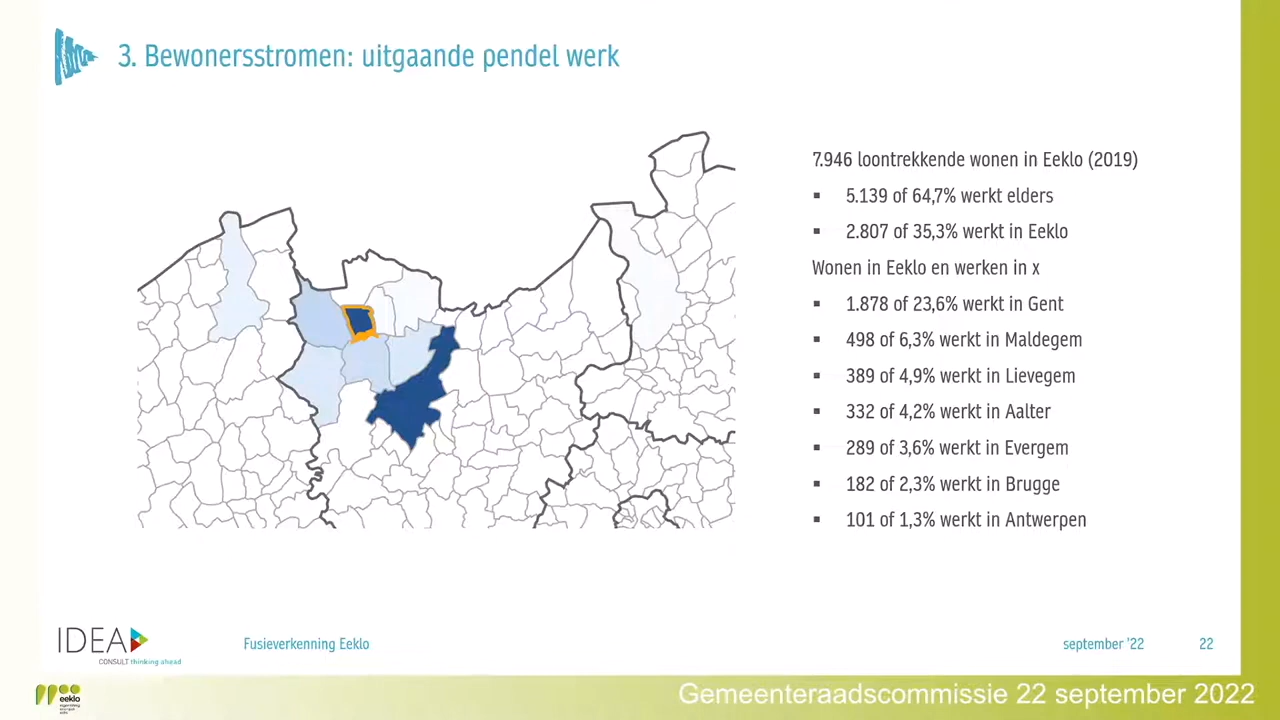 3. Bewonersstromen: uitgaande pendel werk
7.946 loontrekkende wonen in Eeklo (2019)
▪ 5.139 of 64,7% werkt elders
▪ 2.807 of 35,3% werkt in Eeklo
Wonen in Eeklo en werken in x
▪ 1.878 of 23,6% werkt in Gent
▪ 498 of 6,3% werkt in Maldegem
▪ 389 of 4,9% werkt in Lievegem
▪ 332 of 4,2% werkt in Aalter
▪ 289 of 3,6% werkt in Evergem
▪ 182 of 2,3% werkt in Brugge
▪ 101 of 1,3% werkt in Antwerpen
IDEA
CONSULT thinking ahead
Fusieverkenning Eeklo
september '22
22
eeklo
Gemeenteraadscommissie 22 september 2022